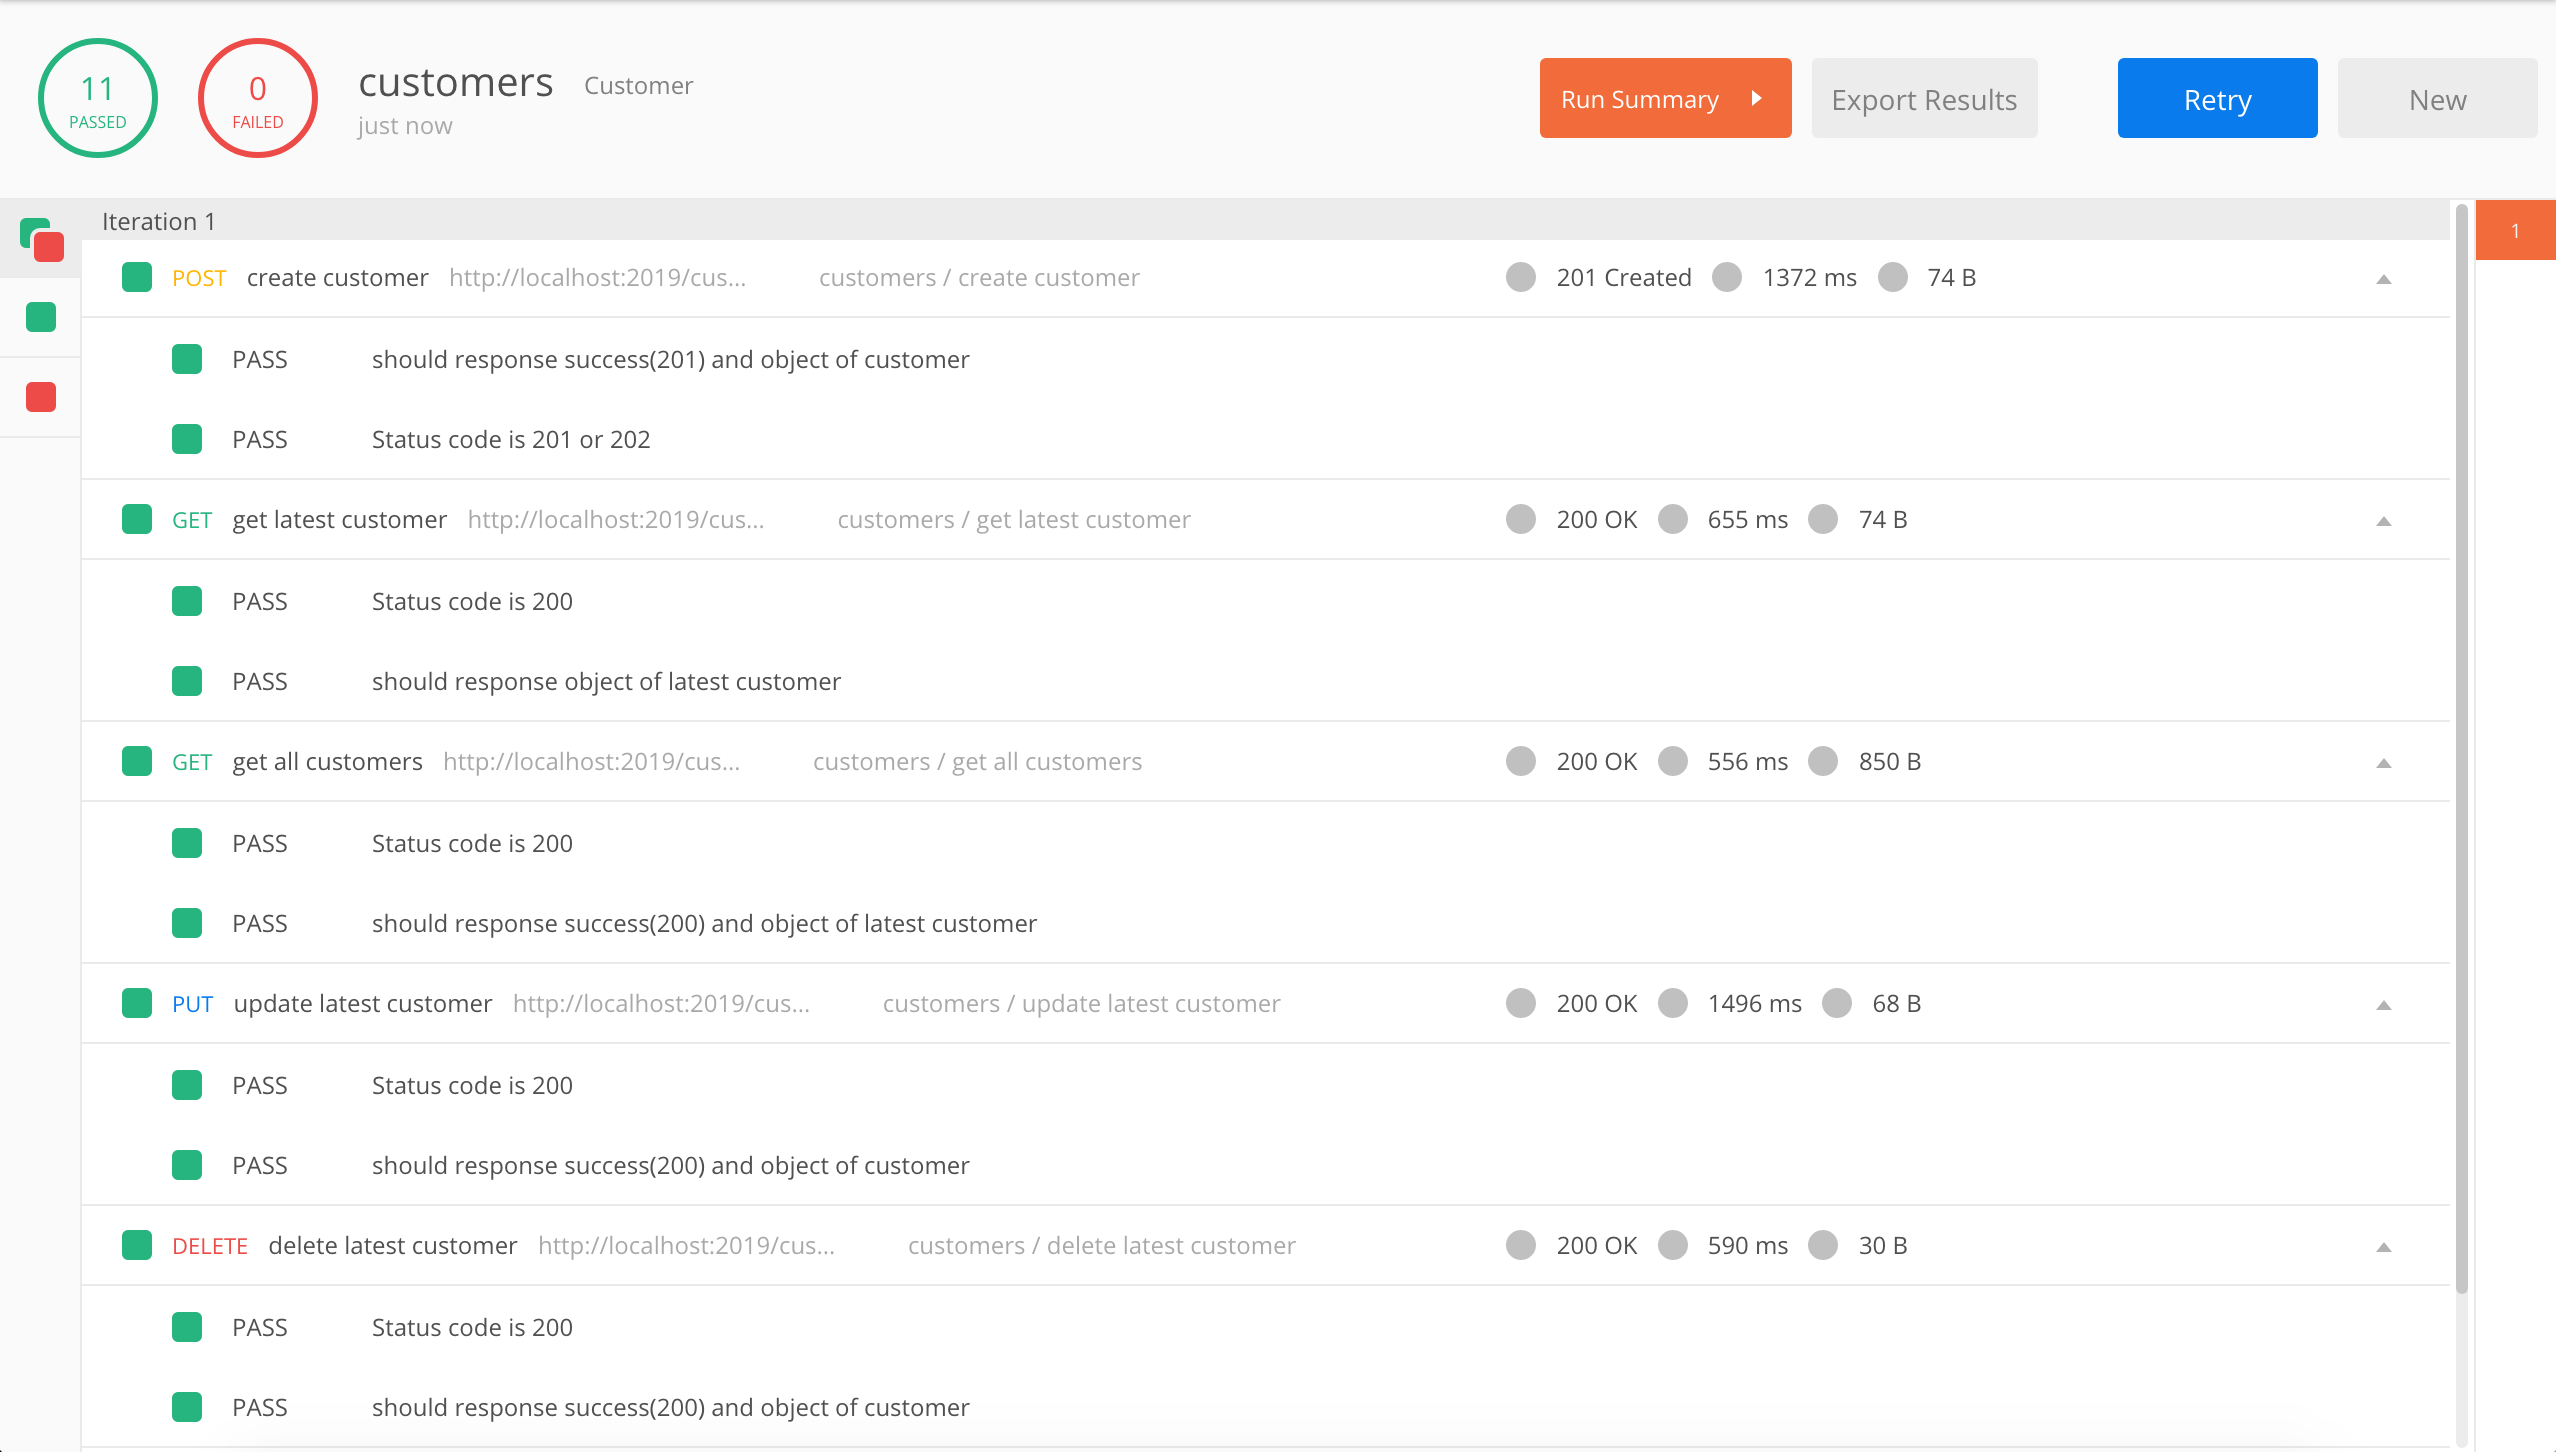 11 PASSED
0 FAILED
customers Customer
just now
Run Summary Export Results Retry New
Iteration 1
1
POST create customer http://localhost:2019/cus... customers / create customer 201 Created 1372 ms 74 B
PASS should response success(201) and object of customer
PASS Status code is 201 or 202
GET get latest customer http://localhost:2019/cus... customers / get latest customer 200 OK 655 ms 74 B
PASS Status code is 200
PASS should response object of latest customer
GET get all customers http://localhost:2019/cus... customers / get all customers 200 OK 556 ms 850 B
PASS Status code is 200
PASS should response success(200) and object of latest customer
PUT update latest customer http://localhost:2019/cus... customers / update latest customer 200 OK 1496 ms 68 B
PASS Status code is 200
PASS should response success(200) and object of customer
DELETE delete latest customer http://localhost:2019/cus... customers / delete latest customer 200 OK 590 ms 30 B
PASS Status code is 200
PASS should response success(200) and object of customer